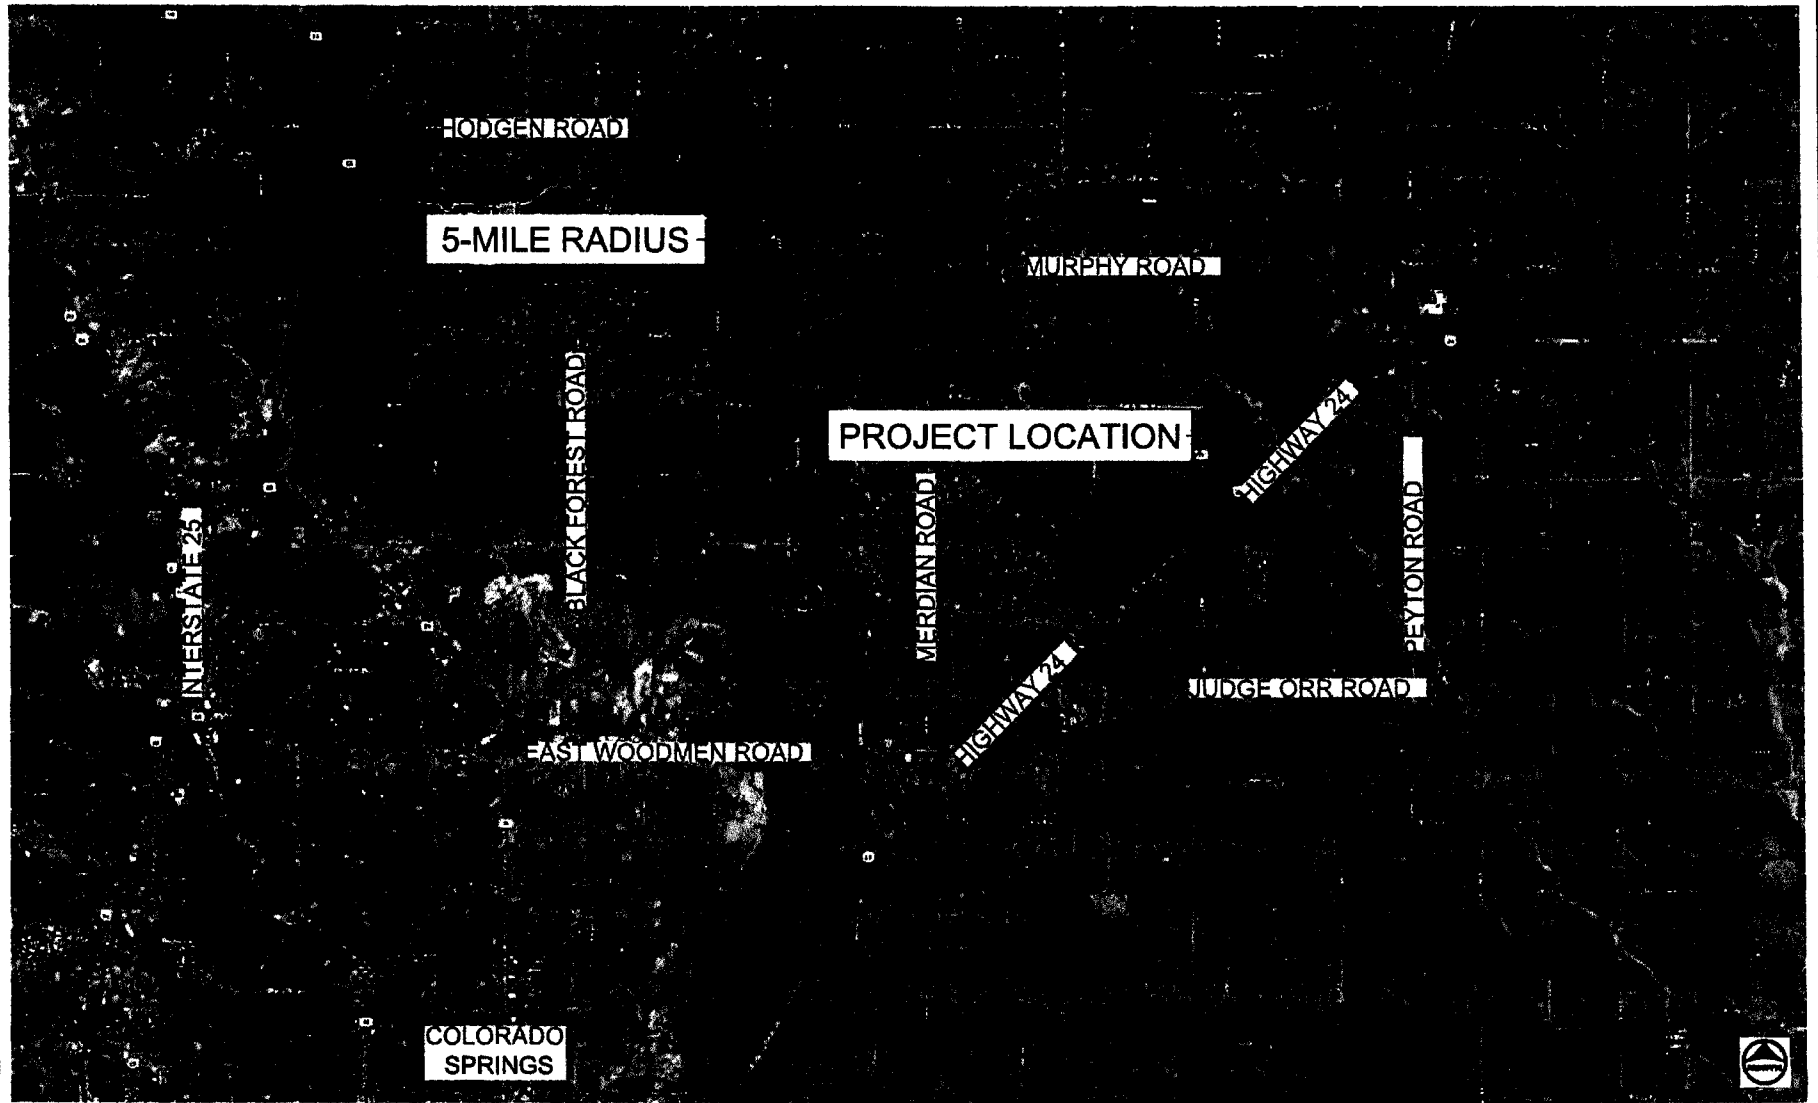 HODGEN ROAD
5-MILE RADIUS
MURPHY ROAD
BLACK FOREST ROAD
HIGHWAY 24
PROJECT LOCATION
PEYTON ROAD
MERDIAN ROAD
INTERSTATE 25
HIGHWAY 24
JUDGE ORR ROAD
EAST WOODMEN ROAD
COLORADO
SPRINGS